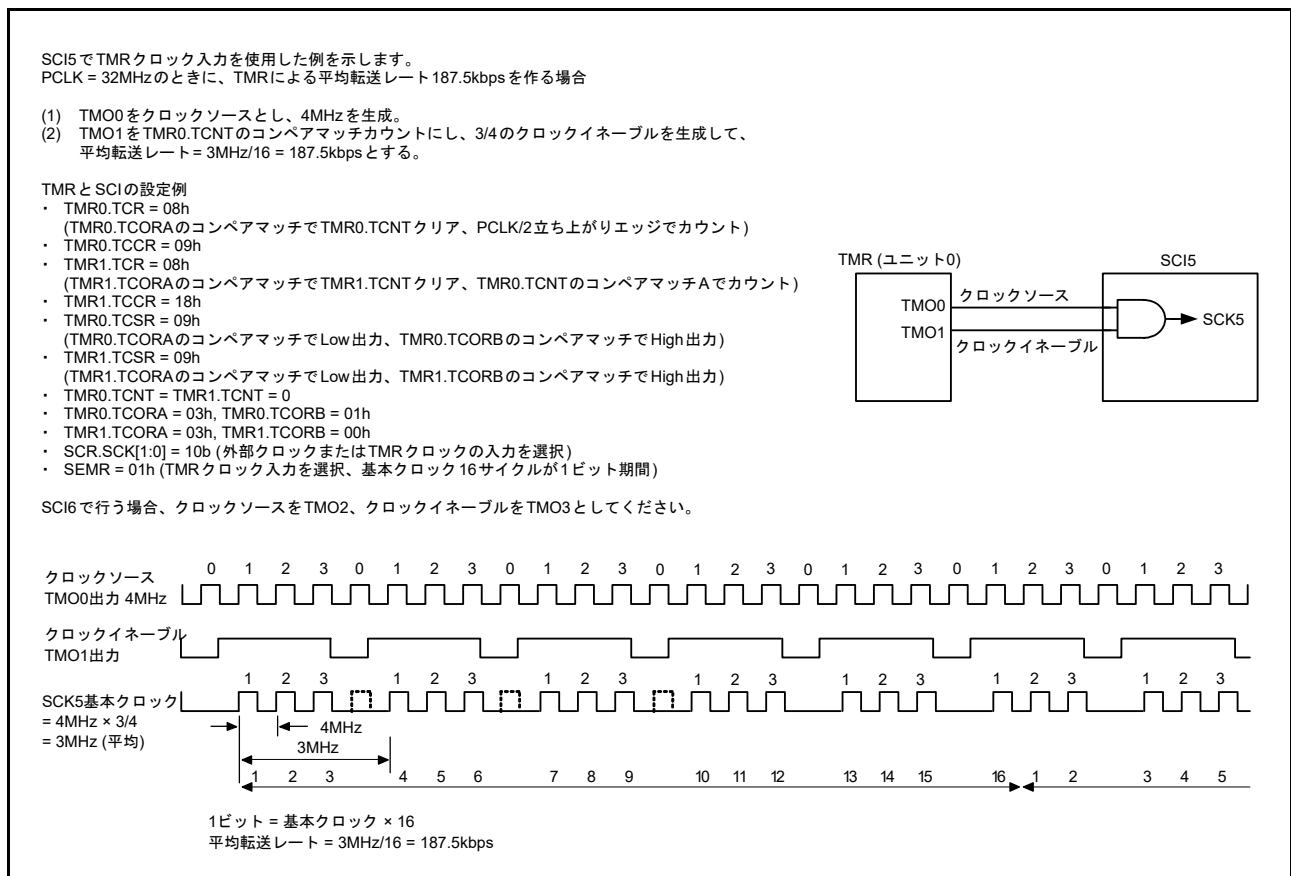 SCI5でTMRクロック入力を使用した例を示します。
PCLK = 32MHzのときに、TMRによる平均転送レート187.5kbpsを作る場合
(1) TMO0をクロックソースとし、4MHzを生成。
(2) TMO1をTMR0.TCNTのコンペアマッチカウントにし、3/4のクロックイネーブルを生成して、
平均転送レート= 3MHz/16 = 187.5kbpsとする。
TMRとSCIの設定例
・ TMR0.TCR = 08h
(TMR0.TCORAのコンペアマッチでTMR0.TCNTクリア、PCLK/2立ち上がりエッジでカウント)
・ TMR0.TCCR = 09h
・ TMR1.TCR = 08h
(TMR1.TCORAのコンペアマッチでTMR1.TCNTクリア、TMR0.TCNTのコンペアマッチAでカウント)
・ TMR1.TCCR = 18h
・ TMR0.TCSR = 09h
(TMR0.TCORAのコンペアマッチでLow出力、TMR0.TCORBのコンペアマッチでHigh出力)
・ TMR1.TCSR = 09h
(TMR1.TCORAのコンペアマッチでLow出力、TMR1.TCORBのコンペアマッチでHigh出力)
・ TMR0.TCNT = TMR1.TCNT = 0
・ TMR0.TCORA = 03h, TMR0.TCORB = 01h
・ TMR1.TCORA = 03h, TMR1.TCORB = 00h
・ SCR.SCK[1:0] = 10b (外部クロックまたはTMRクロックの入力を選択)
・ SEMR = 01h (TMRクロック入力を選択、基本クロック16サイクルが1ビット期間)
SCI6で行う場合、クロックソースをTMO2、クロックイネーブルをTMO3としてください。
TMR (ユニット0)
SCI5
TMO0
クロックソース
TMO1
クロックイネーブル
SCK5
0 1 2 3 0 1 2 3 0 1 2 3 0 1 2 3 0 1 2 3 0 1 2 3 0 1 2 3
クロックソース
TMO0出力 4MHz
クロックイネーブル
TMO1出力
1 2 3 1 2 3 1 2 3 1 2 3 1 2 3 1 2 3 1 2 3
SCK5基本クロック
= 4MHz × 3/4
= 3MHz (平均)
4MHz
3MHz
1 2 3 4 5 6 7 8 9 10 11 12 13 14 15 16 1 2 3 4 5
1ビット = 基本クロック × 16
平均転送レート = 3MHz/16 = 187.5kbps